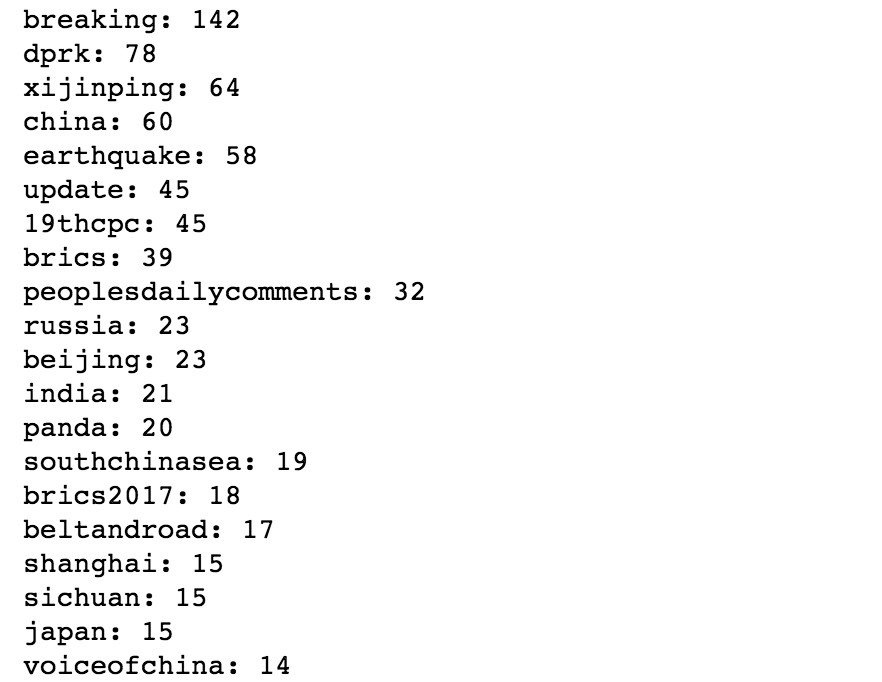 breaking: 142
dprk: 78
xijinping: 64
china: 60
earthquake: 58
update: 45
19thcpc: 45
brics: 39
peoplesdailycomments: 32
russia: 23
beijing: 23
india: 21
panda: 20
southchinasea: 19
brics2017: 18
beltandroad: 17
shanghai: 15
sichuan: 15
japan: 15
voiceofchina: 14